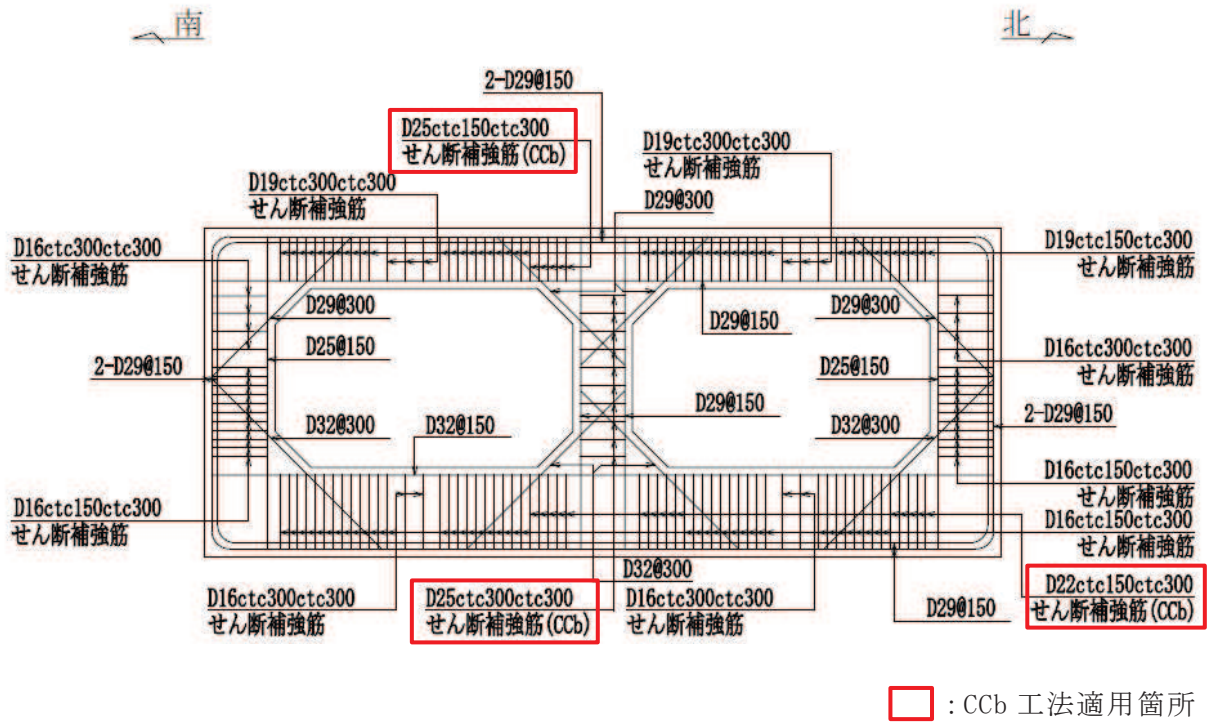 南
北
2-D29@150
D25ctc150ctc300
せん断補強筋(CCb)
D19ctc300ctc300
せん断補強筋
D19ctc300ctc300
せん断補強筋
D29@300
D16ctc300ctc300
せん断補強筋
D19ctc150ctc300
せん断補強筋
D29@300
D29@150
D29@300
D25@150
D16ctc300ctc300
せん断補強筋
2-D29@150
D25@150
D29@150
2-D29@150
D32@300
D32@150
D32@300
D16ctc150ctc300
せん断補強筋
D16ctc150ctc300
せん断補強筋
D16ctc150ctc300
せん断補強筋
D32@300
D16ctc300ctc300
せん断補強筋
D25ctc300ctc300
せん断補強筋(CCb)
D16ctc300ctc300
せん断補強筋
D29@150
D22ctc150ctc300
せん断補強筋(CCb)
:CCb 工法適用箇所